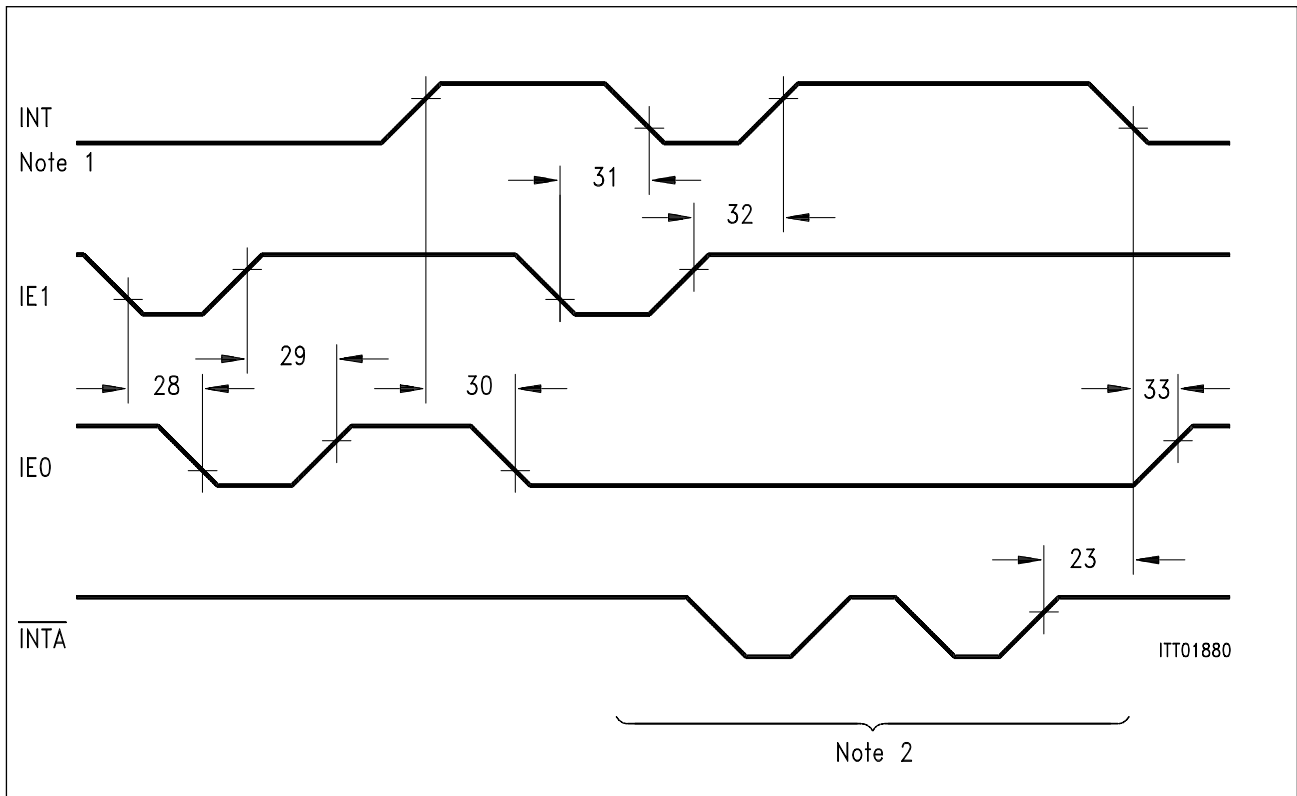 INT
Note 1
31
32
IE1
29
28
30
33
IE0
23
INTA
ITT01880
Note 2